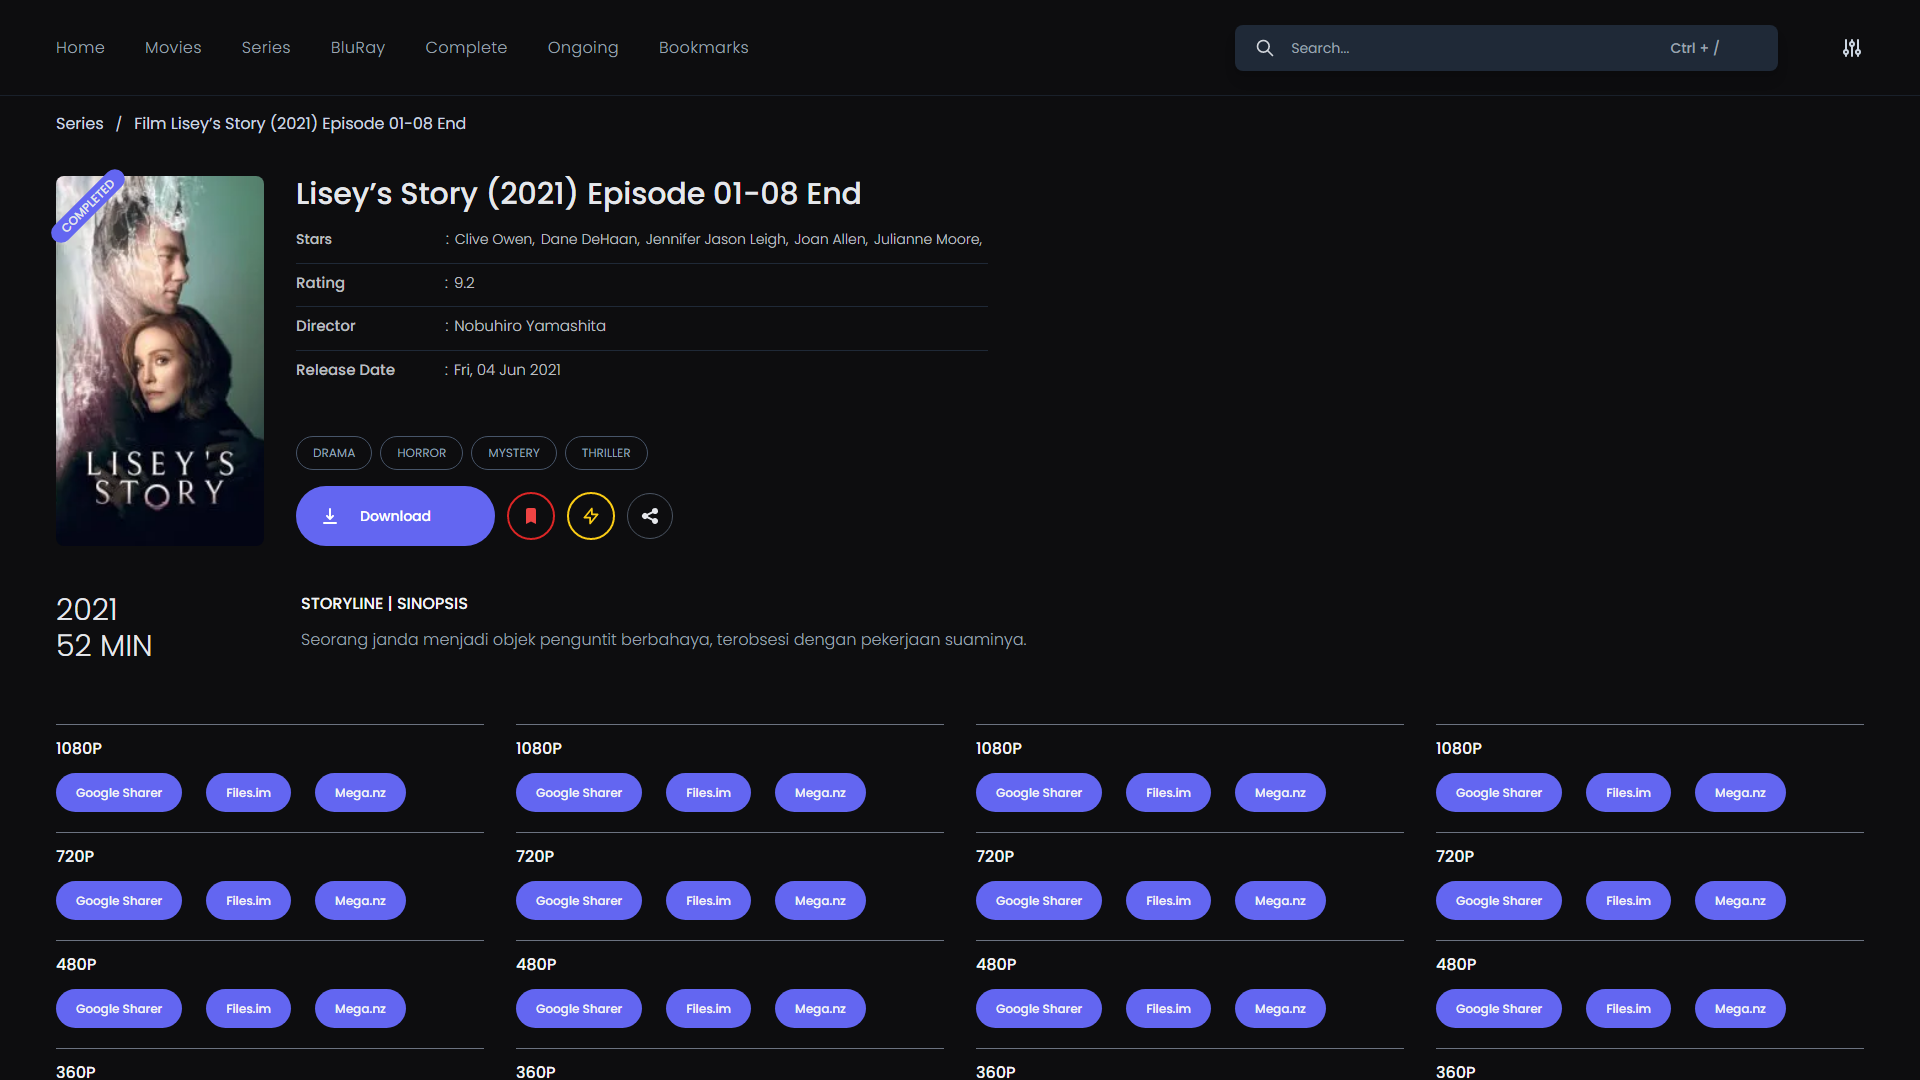 Home Movies Series BluRay Complete Ongoing Bookmarks Search... Ctrl + /
Series / Film Lisey’s Story (2021) Episode 01-08 End
COMPLETED
LISEY'S
STORY
Lisey’s Story (2021) Episode 01-08 End
Stars : Clive Owen, Dane DeHaan, Jennifer Jason Leigh, Joan Allen, Julianne Moore,
Rating : 9.2
Director : Nobuhiro Yamashita
Release Date : Fri, 04 Jun 2021
DRAMA HORROR MYSTERY THRILLER
Download
2021
52 MIN
STORYLINE | SINOPSIS
Seorang janda menjadi objek penguntit berbahaya, terobsesi dengan pekerjaan suaminya.
1080P 1080P 1080P 1080P
Google Sharer Files.im Mega.nz Google Sharer Files.im Mega.nz Google Sharer Files.im Mega.nz Google Sharer Files.im Mega.nz
720P 720P 720P 720P
Google Sharer Files.im Mega.nz Google Sharer Files.im Mega.nz Google Sharer Files.im Mega.nz Google Sharer Files.im Mega.nz
480P 480P 480P 480P
Google Sharer Files.im Mega.nz Google Sharer Files.im Mega.nz Google Sharer Files.im Mega.nz Google Sharer Files.im Mega.nz
360P 360P 360P 360P